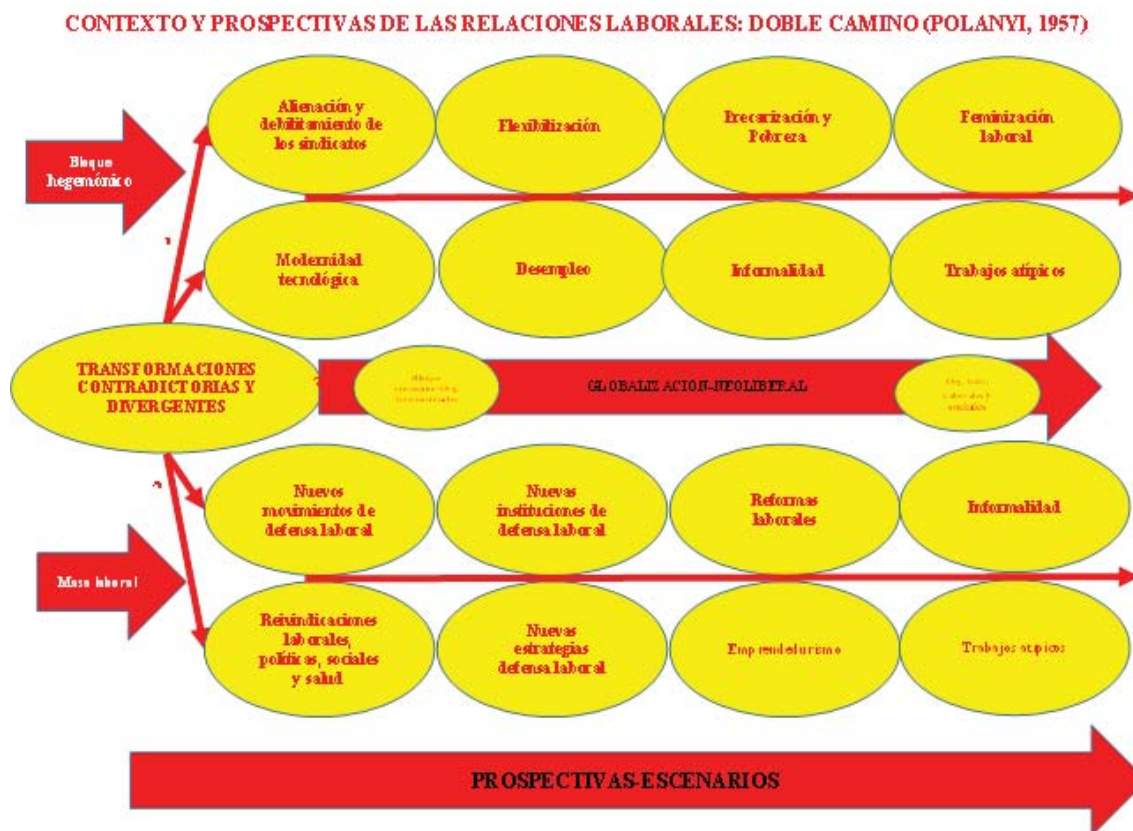 CONTEXTO Y PROSPECTIVAS DE LAS RELACIONES LABORALES: DOBLE CAMINO (POLANYI, 1957)
Alienación y
debilitamiento de
los sindicatos
Flexibilización
Precarización y
Pobreza
Feminización
laboral
Bloque
hegemónico
Modernidad
tecnológica
Desempleo
Informalidad
Trabajos atípicos
TRANSFORMACIONES
CONTRADICTORIAS Y
DIVERGENTES
GLOBALIZACION-NEOLIBERAL
Nuevos
movimientos de
defensa laboral
Nuevas
instituciones de
defensa laboral
Reformas
laborales
Informalidad
Masa laboral
Reivindicaciones
laborales,
políticas, sociales
y salud
Nuevas
estrategias
defensa laboral
Emprendedurismo
Trabajos atipicos
PROSPECTIVAS-ESCENARIOS